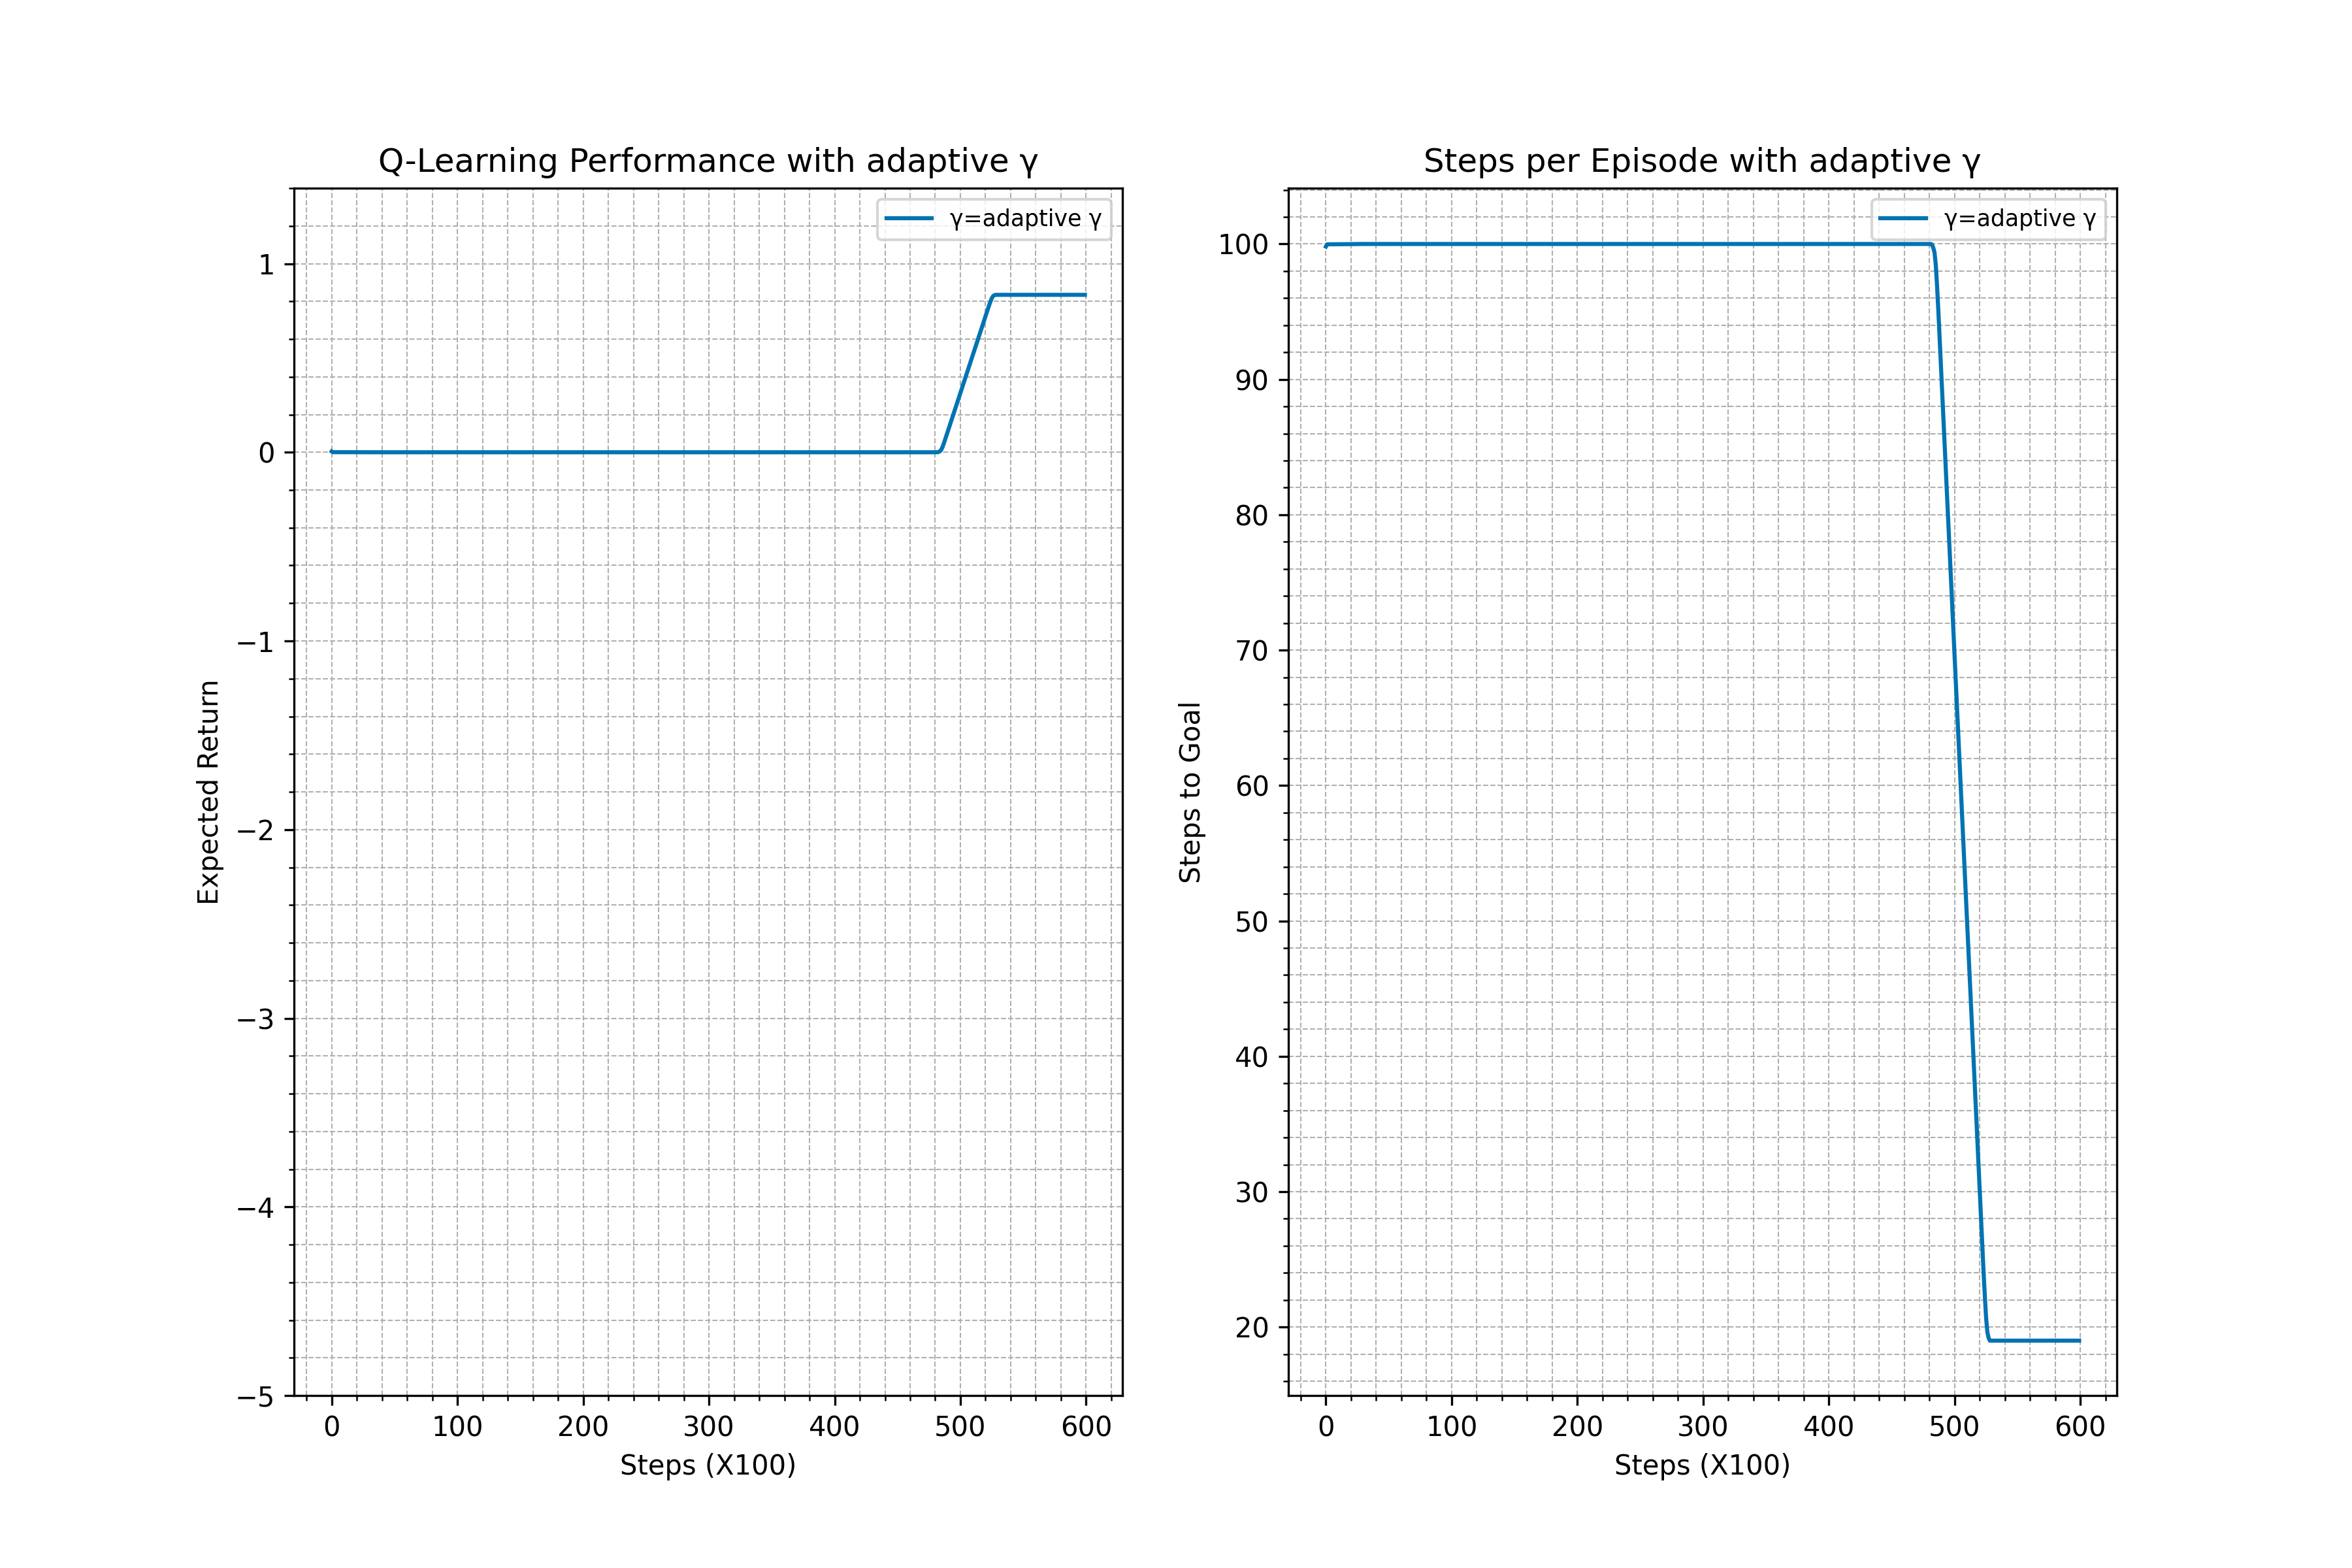 Q-Learning Performance with adaptive γ
γ=adaptive γ
1
0
−1
−2
−3
−4
−5
Expected Return
0 100 200 300 400 500 600
Steps (X100)
Steps per Episode with adaptive γ
γ=adaptive γ
100
90
80
70
60
50
40
30
20
Steps to Goal
0 100 200 300 400 500 600
Steps (X100)